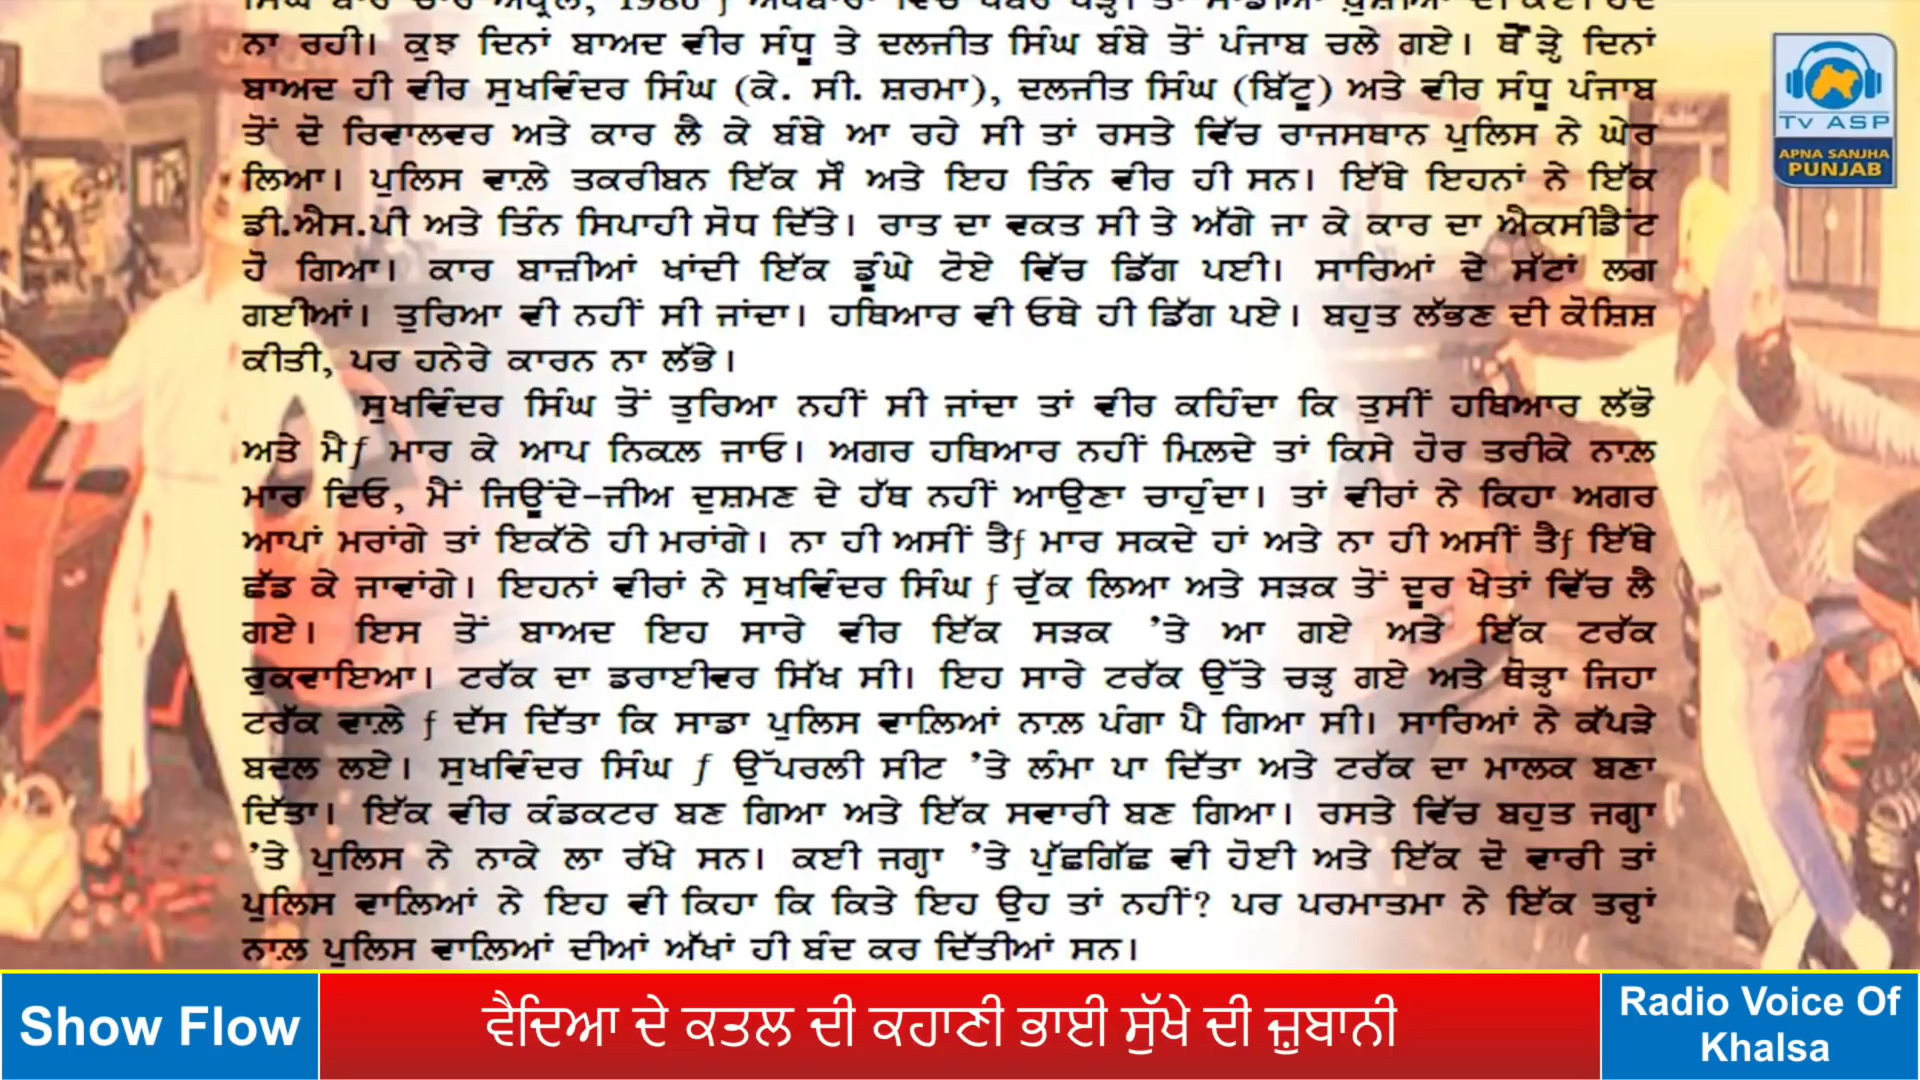 ਨਾ ਰਹੀ। ਕੁਝ ਦਿਨਾਂ ਬਾਅਦ ਵੀਰ ਸੰਧੂ ਤੇ ਦਲਜੀਤ ਸਿੰਘ ਬੰਬੇ ਤੋਂ ਪੰਜਾਬ ਚਲੇ ਗਏ। ਥੋੜ੍ਹੇ ਦਿਨਾਂ
ਬਾਅਦ ਹੀ ਵੀਰ ਸੁਖਵਿੰਦਰ ਸਿੰਘ (ਕੇ. ਸੀ. ਸ਼ਰਮਾ), ਦਲਜੀਤ ਸਿੰਘ (ਬਿੱਟੂ) ਅਤੇ ਵੀਰ ਸੰਧੂ ਪੰਜਾਬ
ਤੋਂ ਦੋ ਰਿਵਾਲਵਰ ਅਤੇ ਕਾਰ ਲੈ ਕੇ ਬੰਬੇ ਆ ਰਹੇ ਸੀ ਤਾਂ ਰਸਤੇ ਵਿੱਚ ਰਾਜਸਥਾਨ ਪੁਲਿਸ ਨੇ ਘੇਰ
ਲਿਆ। ਪੁਲਿਸ ਵਾਲ਼ੇ ਤਕਰੀਬਨ ਇੱਕ ਸੌ ਅਤੇ ਇਹ ਤਿੰਨ ਵੀਰ ਹੀ ਸਨ। ਇੱਥੇ ਇਹਨਾਂ ਨੇ ਇੱਕ
ਡੀ.ਐਸ.ਪੀ ਅਤੇ ਤਿੰਨ ਸਿਪਾਹੀ ਸੋਧ ਦਿੱਤੇ। ਰਾਤ ਦਾ ਵਕਤ ਸੀ ਤੇ ਅੱਗੇ ਜਾ ਕੇ ਕਾਰ ਦਾ ਐਕਸੀਡੈਂਟ
ਹੋ ਗਿਆ। ਕਾਰ ਬਾਜ਼ੀਆਂ ਖਾਂਦੀ ਇੱਕ ਡੂੰਘੇ ਟੋਏ ਵਿੱਚ ਡਿੱਗ ਪਈ। ਸਾਰਿਆਂ ਦੇ ਸੱਟਾਂ ਲਗ
ਗਈਆਂ। ਤੁਰਿਆ ਵੀ ਨਹੀਂ ਸੀ ਜਾਂਦਾ। ਹਥਿਆਰ ਵੀ ਓਥੇ ਹੀ ਡਿੱਗ ਪਏ। ਬਹੁਤ ਲੱਭਣ ਦੀ ਕੋਸ਼ਿਸ਼
ਕੀਤੀ, ਪਰ ਹਨੇਰੇ ਕਾਰਨ ਨਾ ਲੱਭੇ।
ਸੁਖਵਿੰਦਰ ਸਿੰਘ ਤੋਂ ਤੁਰਿਆ ਨਹੀਂ ਸੀ ਜਾਂਦਾ ਤਾਂ ਵੀਰ ਕਹਿੰਦਾ ਕਿ ਤੁਸੀਂ ਹਥਿਆਰ ਲੱਭੋ
ਅਤੇ ਮੈƒ ਮਾਰ ਕੇ ਆਪ ਨਿਕਲ਼ ਜਾਓ। ਅਗਰ ਹਥਿਆਰ ਨਹੀਂ ਮਿਲ਼ਦੇ ਤਾਂ ਕਿਸੇ ਹੋਰ ਤਰੀਕੇ ਨਾਲ਼
ਮਾਰ ਦਿਓ, ਮੈਂ ਜਿਊਂਦੇ-ਜੀਅ ਦੁਸ਼ਮਣ ਦੇ ਹੱਥ ਨਹੀਂ ਆਉਣਾ ਚਾਹੁੰਦਾ। ਤਾਂ ਵੀਰਾਂ ਨੇ ਕਿਹਾ ਅਗਰ
ਆਪਾਂ ਮਰਾਂਗੇ ਤਾਂ ਇਕੱਠੇ ਹੀ ਮਰਾਂਗੇ। ਨਾ ਹੀ ਅਸੀਂ ਤੈƒ ਮਾਰ ਸਕਦੇ ਹਾਂ ਅਤੇ ਨਾ ਹੀ ਅਸੀਂ ਤੈƒ ਇੱਥੇ
ਛੱਡ ਕੇ ਜਾਵਾਂਗੇ। ਇਹਨਾਂ ਵੀਰਾਂ ਨੇ ਸੁਖਵਿੰਦਰ ਸਿੰਘ ƒ ਚੁੱਕ ਲਿਆ ਅਤੇ ਸੜਕ ਤੋਂ ਦੂਰ ਖੇਤਾਂ ਵਿੱਚ ਲੈ
ਗਏ। ਇਸ ਤੋਂ ਬਾਅਦ ਇਹ ਸਾਰੇ ਵੀਰ ਇੱਕ ਸੜਕ ’ਤੇ ਆ ਗਏ ਅਤੇ ਇੱਕ ਟਰੱਕ
ਰੁਕਵਾਇਆ। ਟਰੱਕ ਦਾ ਡਰਾਈਵਰ ਸਿੱਖ ਸੀ। ਇਹ ਸਾਰੇ ਟਰੱਕ ਉੱਤੇ ਚੜ੍ਹ ਗਏ ਅਤੇ ਥੋੜ੍ਹਾ ਜਿਹਾ
ਟਰੱਕ ਵਾਲ਼ੇ ƒ ਦੱਸ ਦਿੱਤਾ ਕਿ ਸਾਡਾ ਪੁਲਿਸ ਵਾਲ਼ਿਆਂ ਨਾਲ਼ ਪੰਗਾ ਪੈ ਗਿਆ ਸੀ। ਸਾਰਿਆਂ ਨੇ ਕੱਪੜੇ
ਬਦਲ ਲਏ। ਸੁਖਵਿੰਦਰ ਸਿੰਘ ƒ ਉੱਪਰਲੀ ਸੀਟ ’ਤੇ ਲੰਮਾ ਪਾ ਦਿੱਤਾ ਅਤੇ ਟਰੱਕ ਦਾ ਮਾਲਕ ਬਣਾ
ਦਿੱਤਾ। ਇੱਕ ਵੀਰ ਕੰਡਕਟਰ ਬਣ ਗਿਆ ਅਤੇ ਇੱਕ ਸਵਾਰੀ ਬਣ ਗਿਆ। ਰਸਤੇ ਵਿੱਚ ਬਹੁਤ ਜਗ੍ਹਾ
’ਤੇ ਪੁਲਿਸ ਨੇ ਨਾਕੇ ਲਾ ਰੱਖੇ ਸਨ। ਕਈ ਜਗ੍ਹਾ ’ਤੇ ਪੁੱਛਗਿੱਛ ਵੀ ਹੋਈ ਅਤੇ ਇੱਕ ਦੋ ਵਾਰੀ ਤਾਂ
ਪੁਲਿਸ ਵਾਲ਼ਿਆਂ ਨੇ ਇਹ ਵੀ ਕਿਹਾ ਕਿ ਕਿਤੇ ਇਹ ਉਹ ਤਾਂ ਨਹੀਂ? ਪਰ ਪਰਮਾਤਮਾ ਨੇ ਇੱਕ ਤਰ੍ਹਾਂ
ਨਾਲ਼ ਪੁਲਿਸ ਵਾਲ਼ਿਆਂ ਦੀਆਂ ਅੱਖਾਂ ਹੀ ਬੰਦ ਕਰ ਦਿੱਤੀਆਂ ਸਨ।
TV ASP
APNA SANJHA
PUNJAB
Show Flow
ਵੈਦਿਆ ਦੇ ਕਤਲ ਦੀ ਕਹਾਣੀ ਭਾਈ ਸੁੱਖੇ ਦੀ ਜ਼ੁਬਾਨੀ
Radio Voice Of
Khalsa